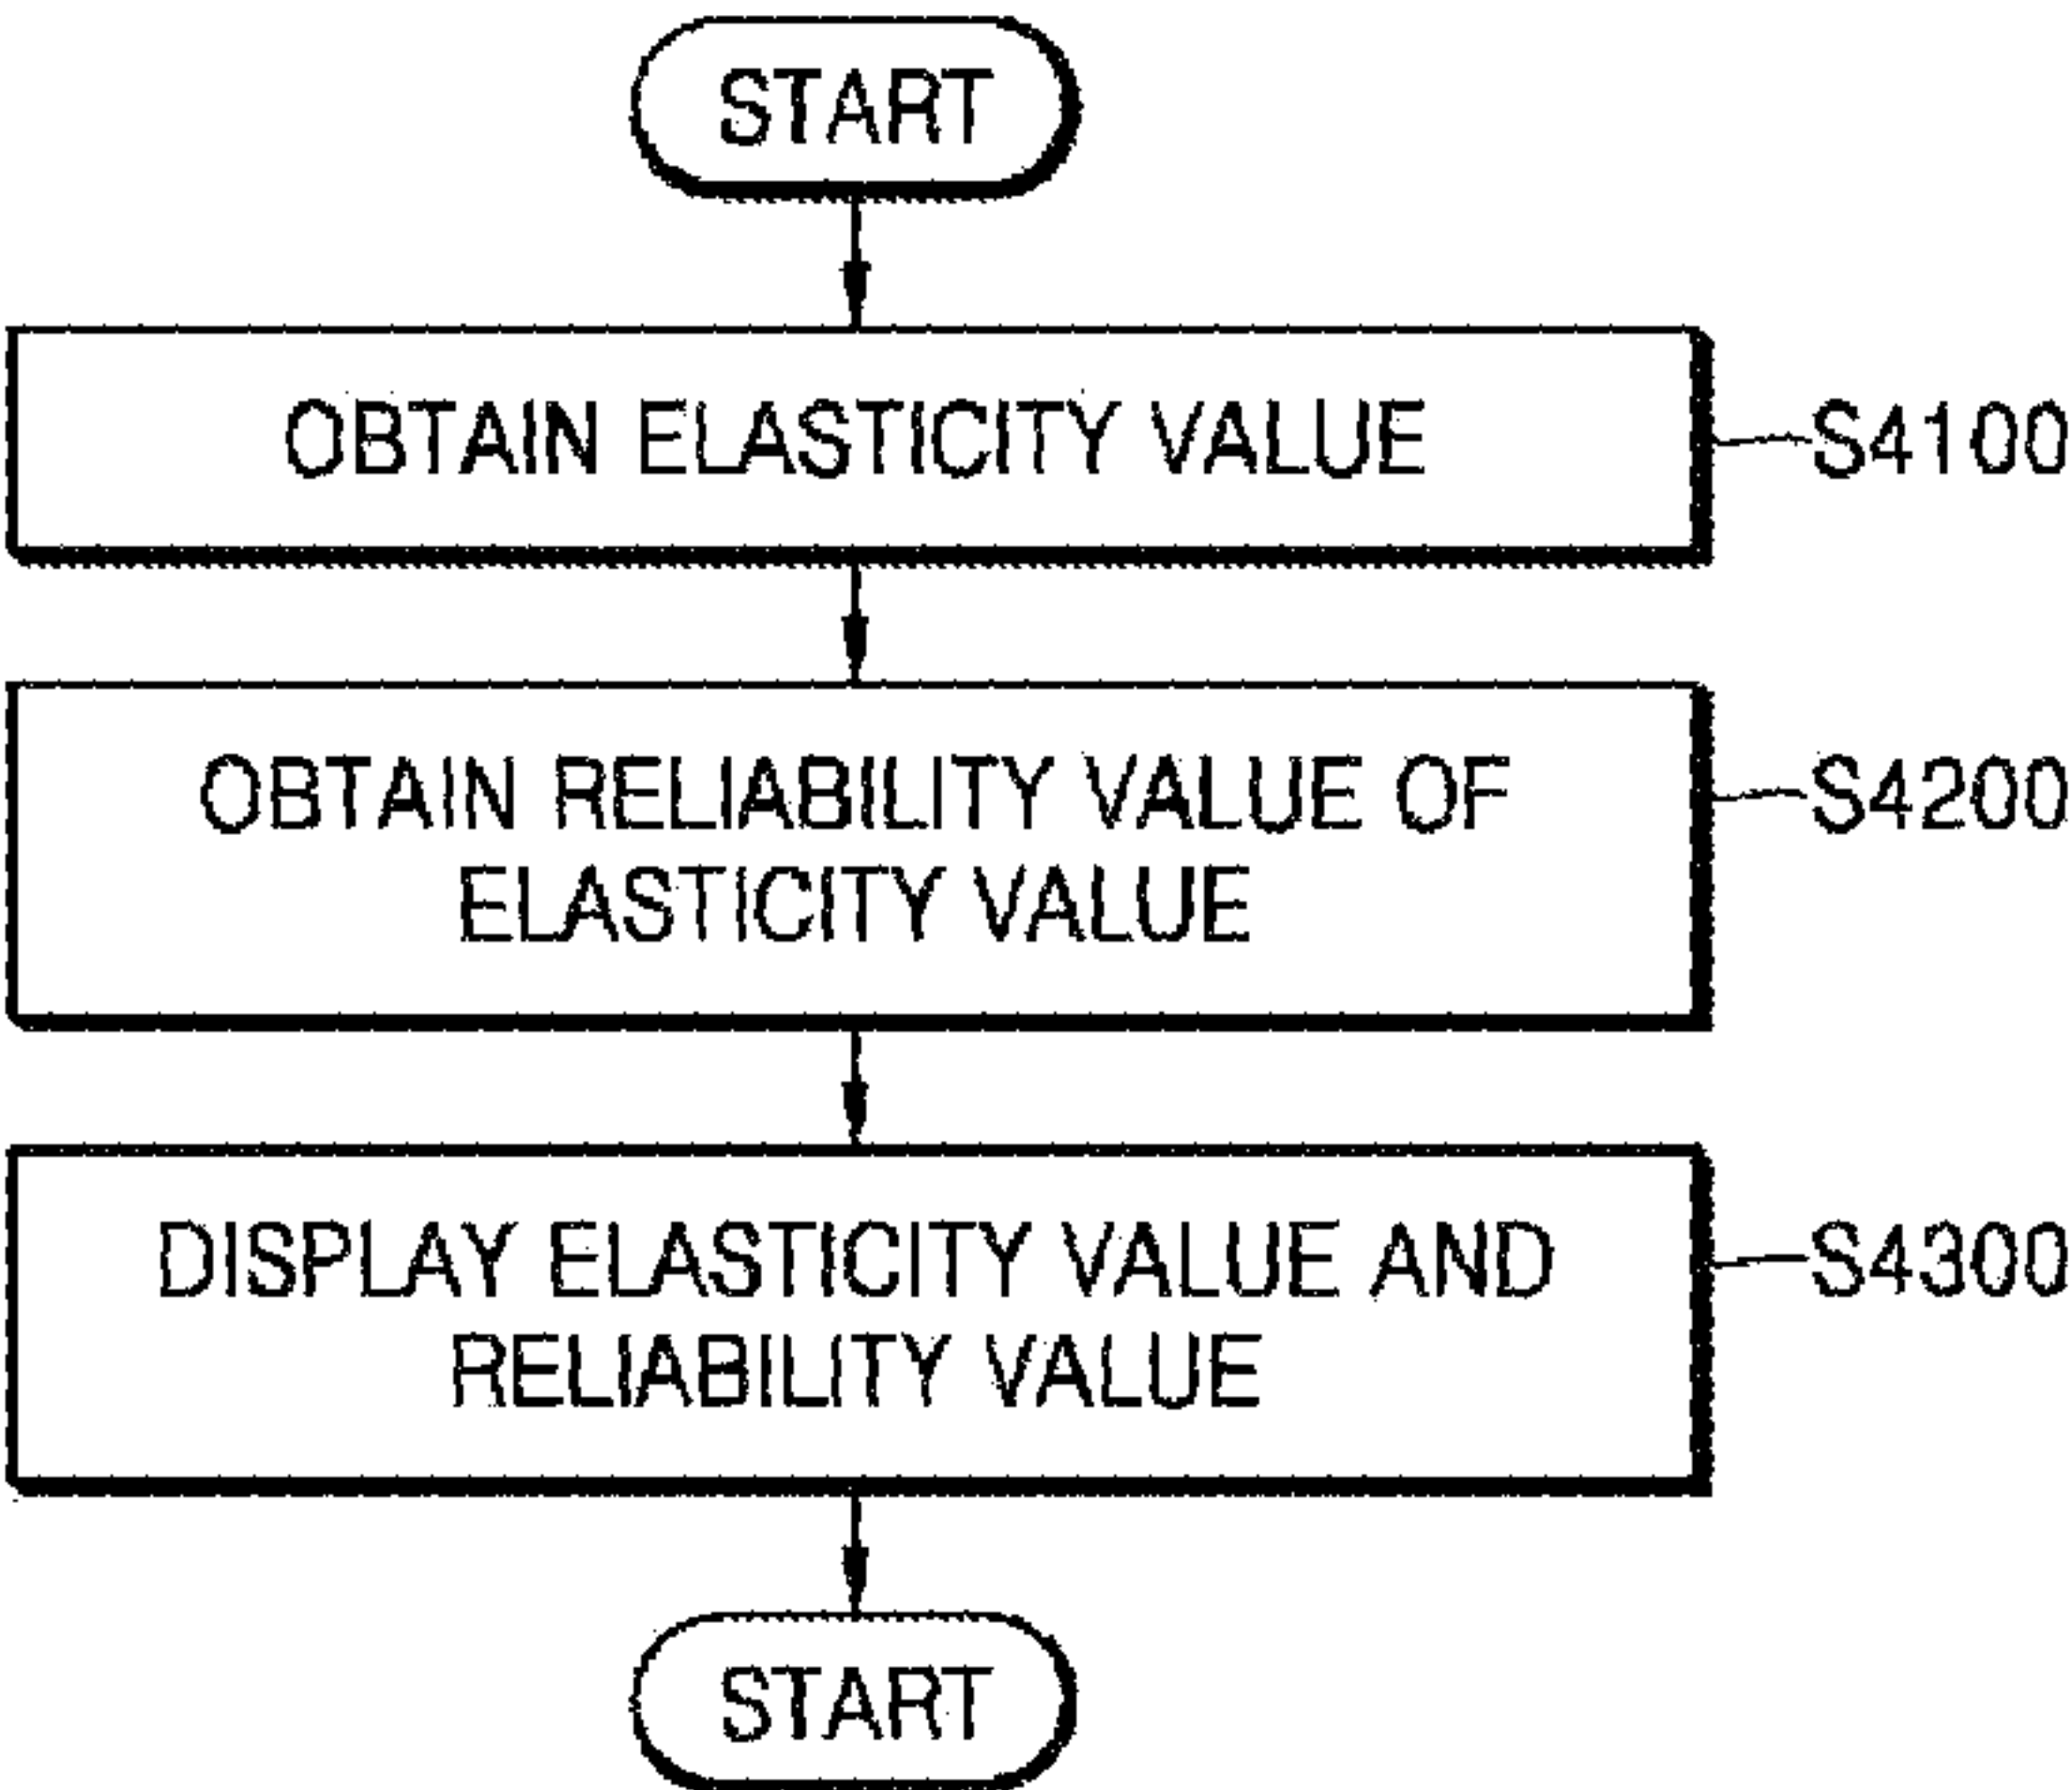 START
OBTAIN ELASTICITY VALUE
S4100
OBTAIN RELIABILITY VALUE OF
ELASTICITY VALUE
S4200
DISPLAY ELASTICITY VALUE AND
RELIABILITY VALUE
S4300
START